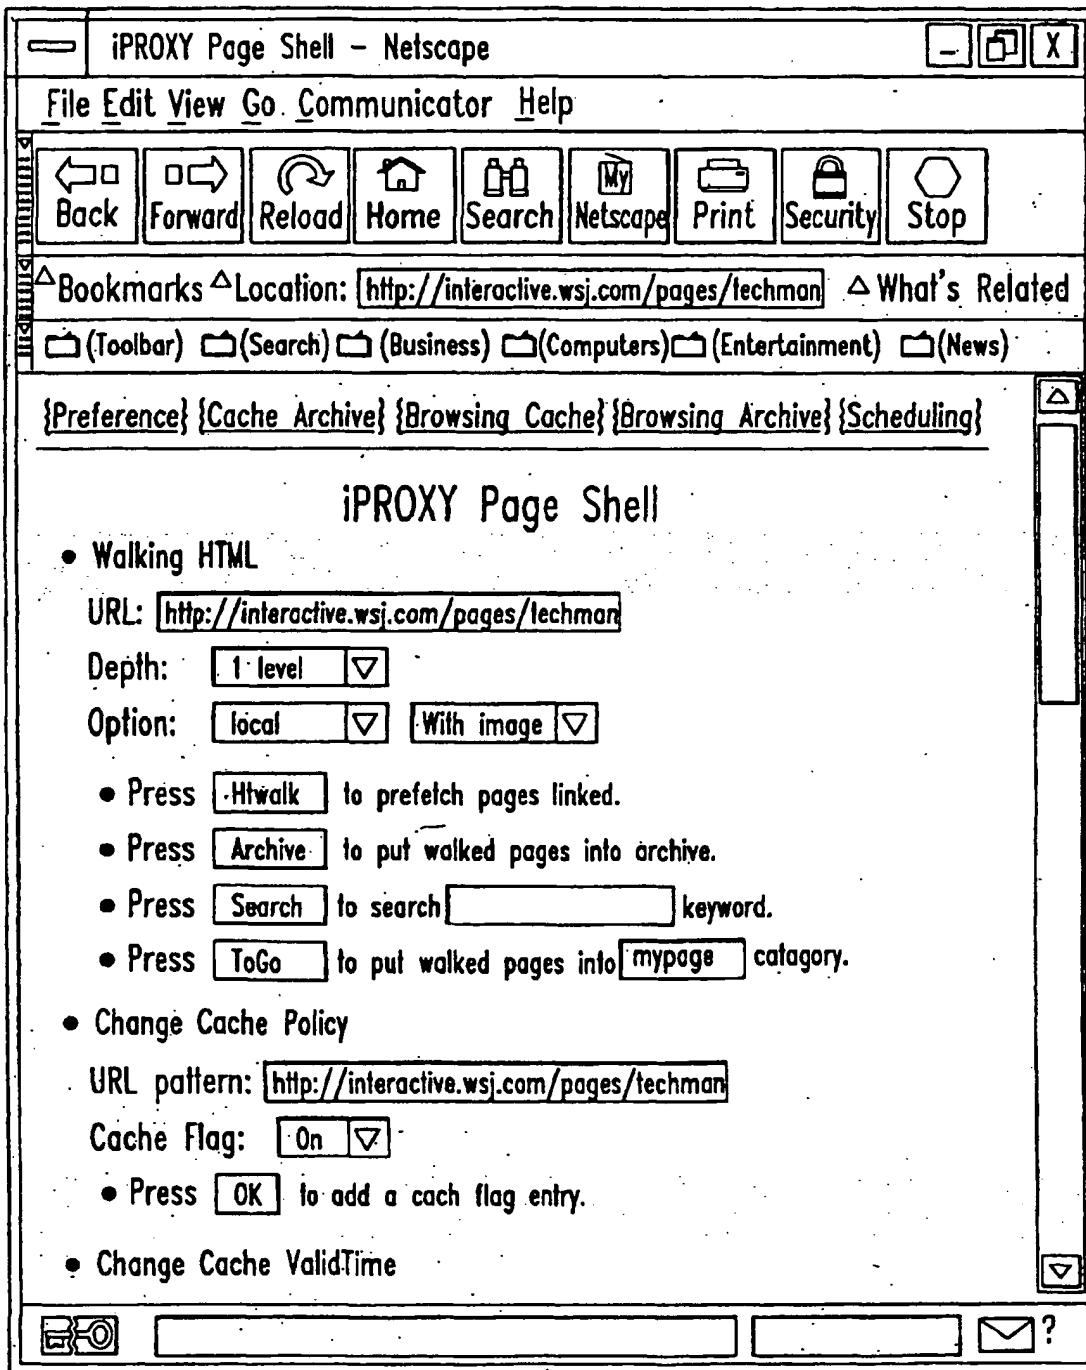 iPROXY Page Shell – Netscape
X
File Edit View Go Communicator Help
Back Forward Reload Home Search My Netscape Print Security Stop
Bookmarks Location: http://interactive.wsj.com/pages/techman What's Related
(Toolbar) (Search) (Business) (Computers) (Entertainment) (News)
{Preference} {Cache Archive} {Browsing Cache} {Browsing Archive} {Scheduling}
iPROXY Page Shell
• Walking HTML
URL: http://interactive.wsj.com/pages/techman
Depth: 1 level
Option: local With image
• Press Htwalk to prefetch pages linked.
• Press Archive to put walked pages into archive.
• Press Search to search keyword.
• Press ToGo to put walked pages into mypage catagory.
• Change Cache Policy
URL pattern: http://interactive.wsj.com/pages/techman
Cache Flag: On
• Press OK to add a cach flag entry.
• Change Cache ValidTime
?